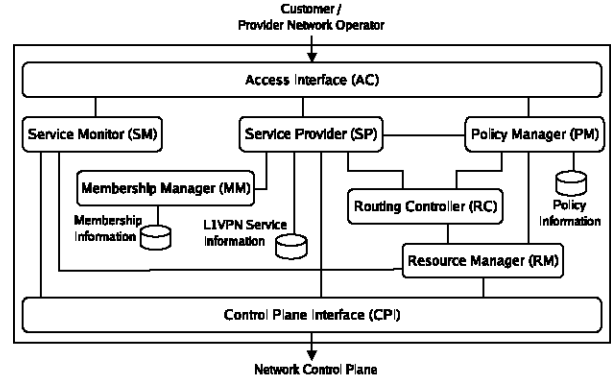 Customer /
Provider Network Operator
Access Interface (AC)
Service Monitor (SM)
Service Provider (SP)
Policy Manager (PM)
Membership Manager (MM)
Routing Controller (RC)
Policy
Information
Membership
Information
L1VPN Service
Information
Resource Manager (RM)
Control Plane Interface (CPI)
Network Control Plane